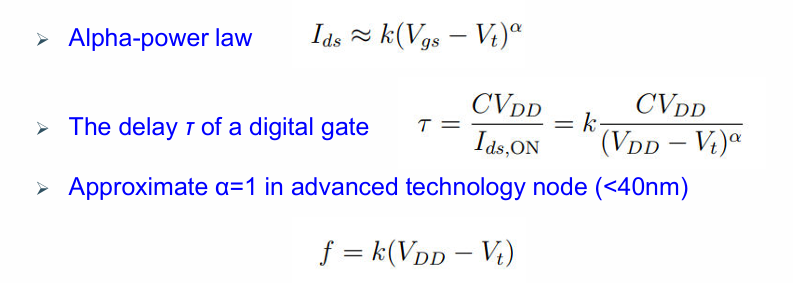 ➢ Alpha-power law $I_{ds} \approx k(V_{gs} - V_t)^{\alpha}$
➢ The delay τ of a digital gate $\tau = \frac{CV_{DD}}{I_{ds,\mathrm{ON}}} = k\frac{CV_{DD}}{(V_{DD} - V_t)^{\alpha}}$
➢ Approximate α=1 in advanced technology node (<40nm)
$f = k(V_{DD} - V_t)$